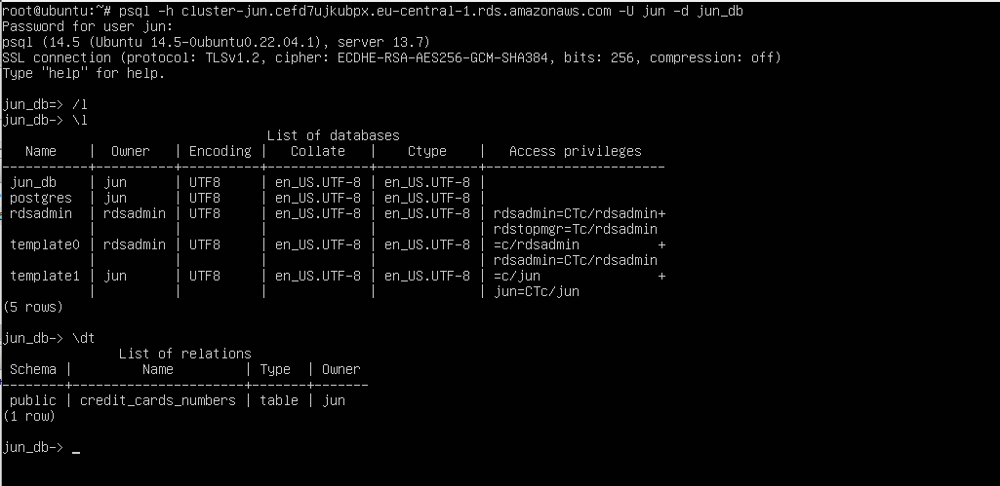 root@ubuntu:~# psql -h cluster-jun.cefd7ujkubpx.eu-central-1.rds.amazonaws.com -U jun -d jun_db
Password for user jun:
psql (14.5 (Ubuntu 14.5-0ubuntu0.22.04.1), server 13.7)
SSL connection (protocol: TLSv1.2, cipher: ECDHE-RSA-AES256-GCM-SHA384, bits: 256, compression: off)
Type "help" for help.

jun_db=> /l
jun_db-> \l
                                  List of databases
   Name    |  Owner   | Encoding |   Collate   |    Ctype    |   Access privileges
-----------+----------+----------+-------------+-------------+-----------------------
 jun_db    | jun      | UTF8     | en_US.UTF-8 | en_US.UTF-8 |
 postgres  | jun      | UTF8     | en_US.UTF-8 | en_US.UTF-8 |
 rdsadmin  | rdsadmin | UTF8     | en_US.UTF-8 | en_US.UTF-8 | rdsadmin=CTc/rdsadmin+
           |          |          |             |             | rdstopmgr=Tc/rdsadmin
 template0 | rdsadmin | UTF8     | en_US.UTF-8 | en_US.UTF-8 | =c/rdsadmin          +
           |          |          |             |             | rdsadmin=CTc/rdsadmin
 template1 | jun      | UTF8     | en_US.UTF-8 | en_US.UTF-8 | =c/jun               +
           |          |          |             |             | jun=CTc/jun
(5 rows)

jun_db-> \dt
               List of relations
 Schema |         Name         | Type  | Owner
--------+----------------------+-------+-------
 public | credit_cards_numbers | table | jun
(1 row)

jun_db-> _